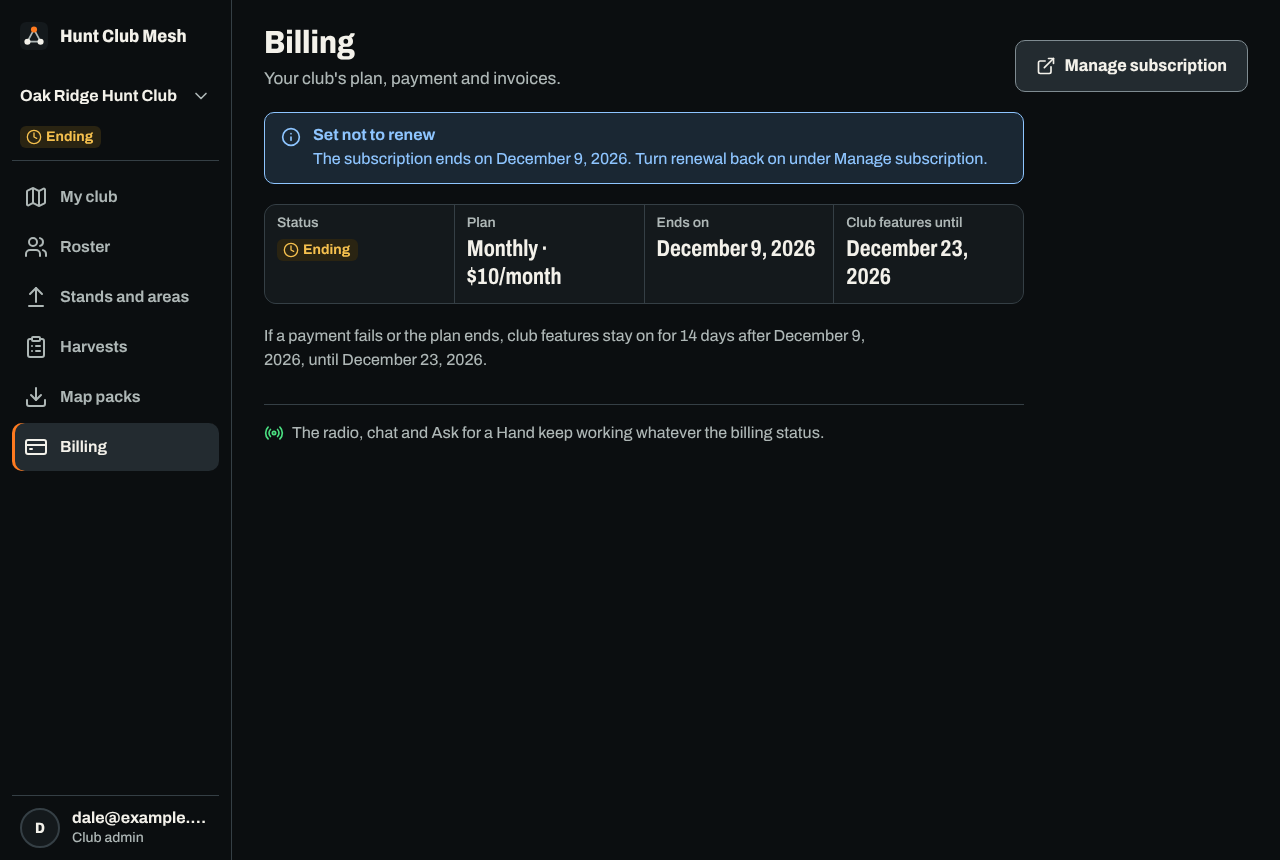 Hunt Club Mesh
Oak Ridge Hunt Club
Ending
My club
Roster
Stands and areas
Harvests
Map packs
Billing
D
dale@example....
Club admin
Billing
Your club's plan, payment and invoices.
Manage subscription
Set not to renew
The subscription ends on December 9, 2026. Turn renewal back on under Manage subscription.
Status
Ending
Plan
Monthly ·
$10/month
Ends on
December 9, 2026
Club features until
December 23,
2026
If a payment fails or the plan ends, club features stay on for 14 days after December 9,
2026, until December 23, 2026.
The radio, chat and Ask for a Hand keep working whatever the billing status.